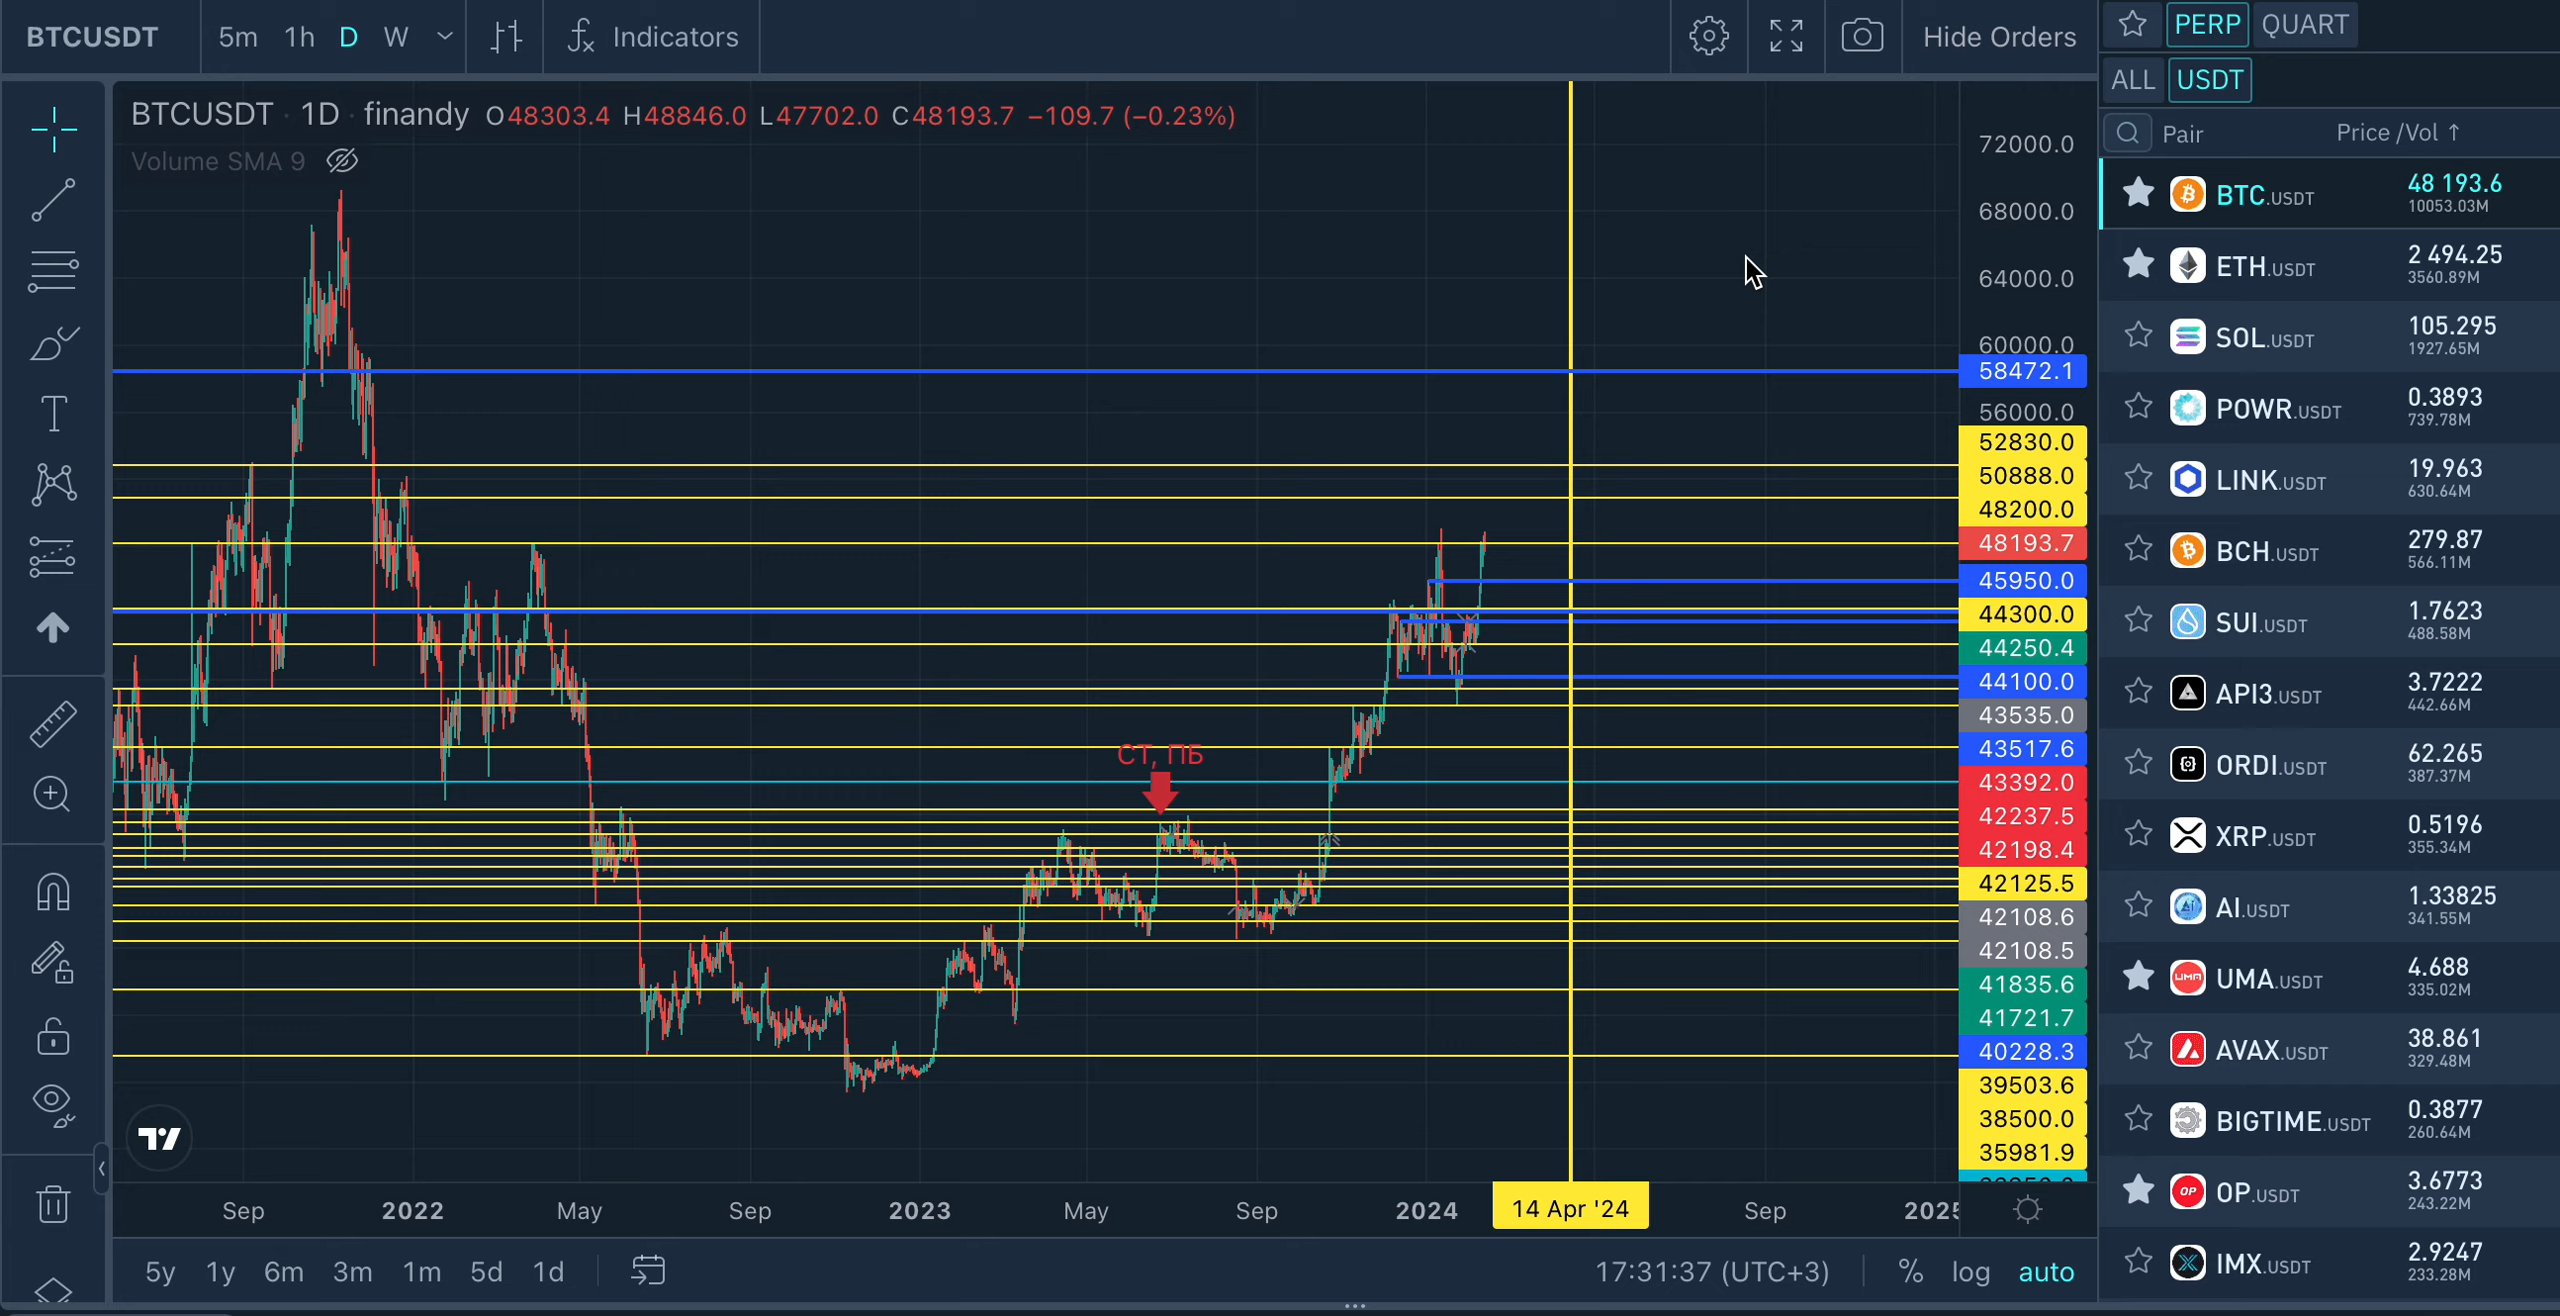 BTCUSDT 5m 1h D W Indicators Hide Orders
PERP QUART
ALL USDT
Pair Price /Vol ↑
BTCUSDT · 1D · finandy O48303.4 H48846.0 L47702.0 C48193.7 −109.7 (−0.23%)
Volume SMA 9
72000.0
68000.0
64000.0
60000.0
58472.1
56000.0
52830.0
50888.0
48200.0
48193.7
45950.0
44300.0
44250.4
44100.0
43535.0
43517.6
43392.0
42237.5
42198.4
42125.5
42108.6
42108.5
41835.6
41721.7
40228.3
39503.6
38500.0
35981.9
СТ, ПБ
Sep 2022 May Sep 2023 May Sep 2024 14 Apr '24 Sep 2025
5y 1y 6m 3m 1m 5d 1d 17:31:37 (UTC+3) % log auto
BTC.USDT 48 193.6
10053.03M
ETH.USDT 2 494.25
3560.89M
SOL.USDT 105.295
1927.65M
POWR.USDT 0.3893
739.78M
LINK.USDT 19.963
630.64M
BCH.USDT 279.87
566.11M
SUI.USDT 1.7623
488.58M
API3.USDT 3.7222
442.66M
ORDI.USDT 62.265
387.37M
XRP.USDT 0.5196
355.34M
AI.USDT 1.33825
341.55M
UMA.USDT 4.688
335.02M
AVAX.USDT 38.861
329.48M
BIGTIME.USDT 0.3877
260.64M
OP.USDT 3.6773
243.22M
IMX.USDT 2.9247
233.28M